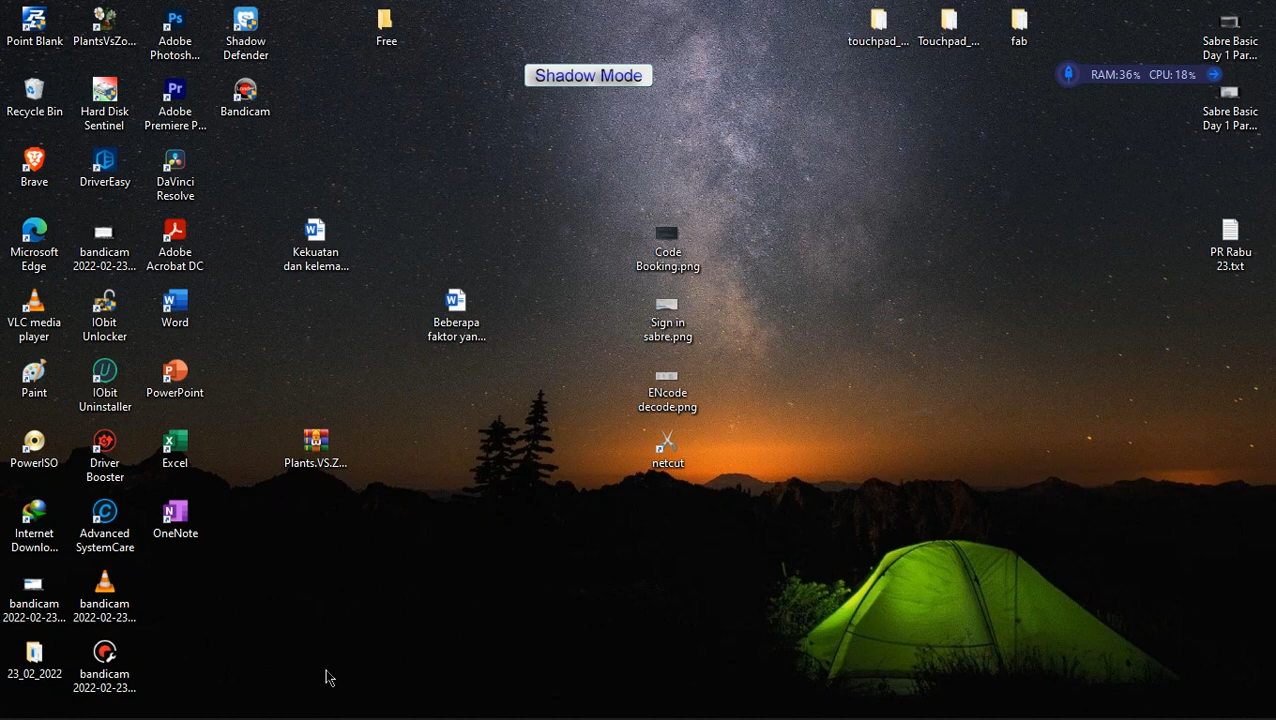 Point Blank
PlantsVsZo...
Adobe
Photosh...
Shadow
Defender
Free
touchpad_...
Touchpad_...
fab
Sabre Basic
Day 1 Par...
Shadow Mode
RAM:36% CPU:18%
Recycle Bin
Hard Disk
Sentinel
Adobe
Premiere P...
Bandicam
Sabre Basic
Day 1 Par...
Brave
DriverEasy
DaVinci
Resolve
Microsoft
Edge
bandicam
2022-02-23...
Adobe
Acrobat DC
Kekuatan
dan kelema...
Code
Booking.png
PR Rabu
23.txt
VLC media
player
IObit
Unlocker
Word
Beberapa
faktor yan...
Sign in
sabre.png
Paint
IObit
Uninstaller
PowerPoint
ENcode
decode.png
PowerISO
Driver
Booster
Excel
Plants.VS.Z...
netcut
Internet
Downlo...
Advanced
SystemCare
OneNote
bandicam
2022-02-23...
bandicam
2022-02-23...
23_02_2022
bandicam
2022-02-23...